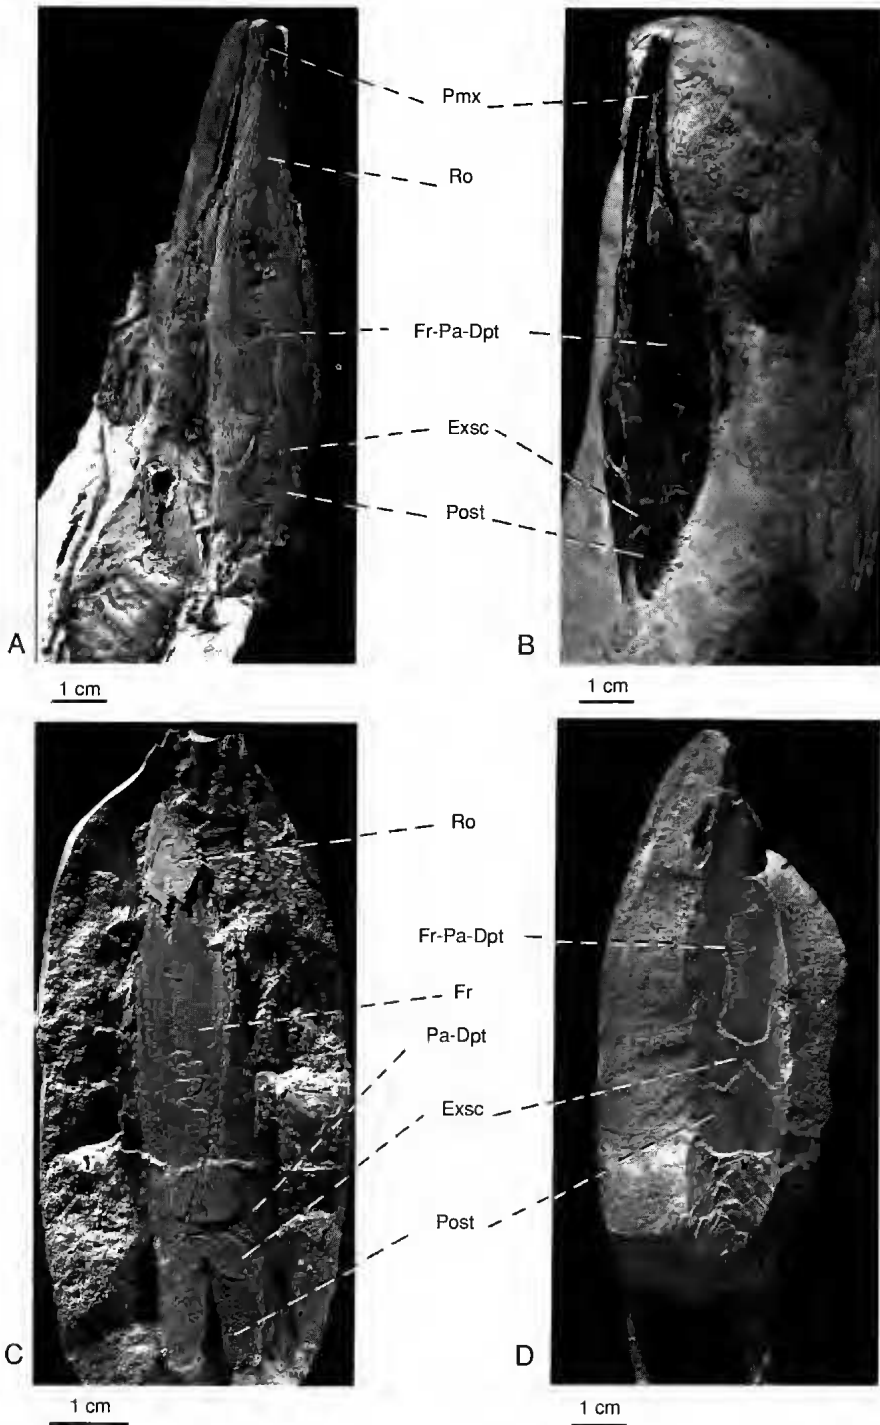 Pmx
Ro
Fr-Pa-Dpt
Exsc
Post
A
B
1 cm
1 cm
Ro
Fr-Pa-Dpt
Fr
Pa-Dpt
Exsc
Post
C
D
1 cm
1 cm